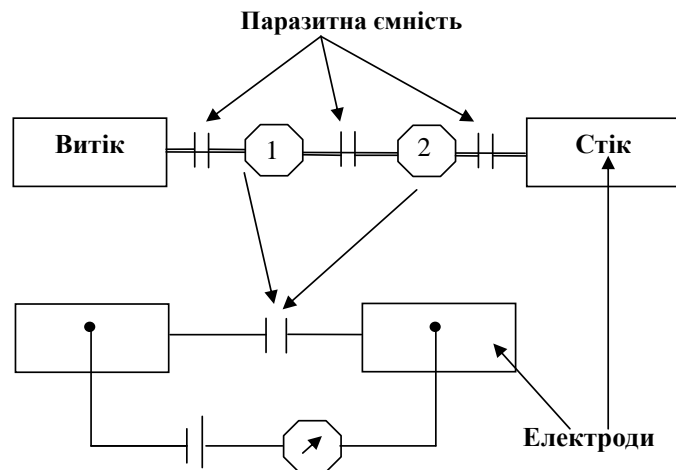 Паразитна ємність
Витік
1
2
Стік
Електроди